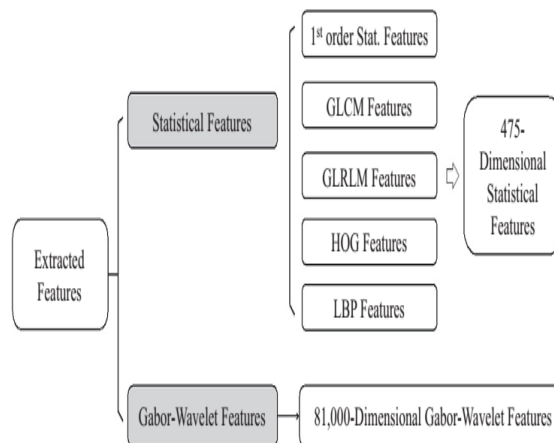 Extracted
Features
Statistical Features
1st order Stat. Features
GLCM Features
GLRLM Features
HOG Features
LBP Features
475-
Dimensional
Statistical
Features
Gabor-Wavelet Features
81,000-Dimensional Gabor-Wavelet Features